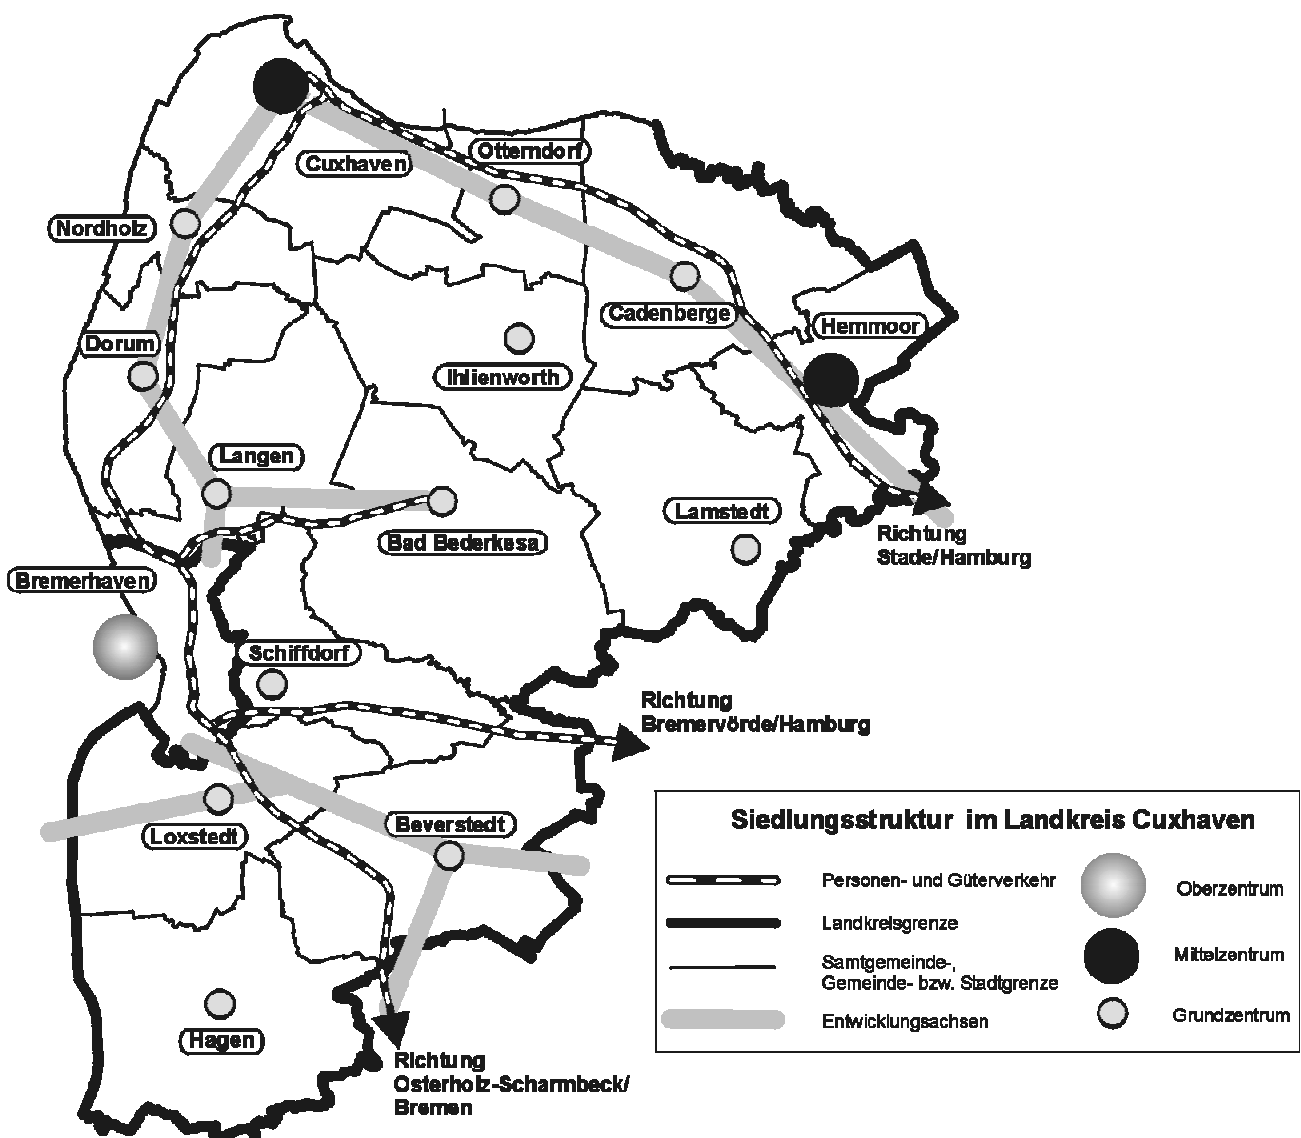 Cuxhaven
Otterndorf
Nordholz
Cadenberge
Hemmoor
Dorum
Ihlienworth
Langen
Lamstedt
Bad Bederkesa
Richtung
Stade/Hamburg
Bremerhaven
Schiffdorf
Richtung
Bremervörde/Hamburg
Loxstedt
Beverstedt
Hagen
Richtung
Osterholz-Scharmbeck/
Bremen
Siedlungsstruktur im Landkreis Cuxhaven
Personen- und Güterverkehr
Landkreisgrenze
Samtgemeinde-,
Gemeinde- bzw. Stadtgrenze
Entwicklungsachsen
Oberzentrum
Mittelzentrum
Grundzentrum